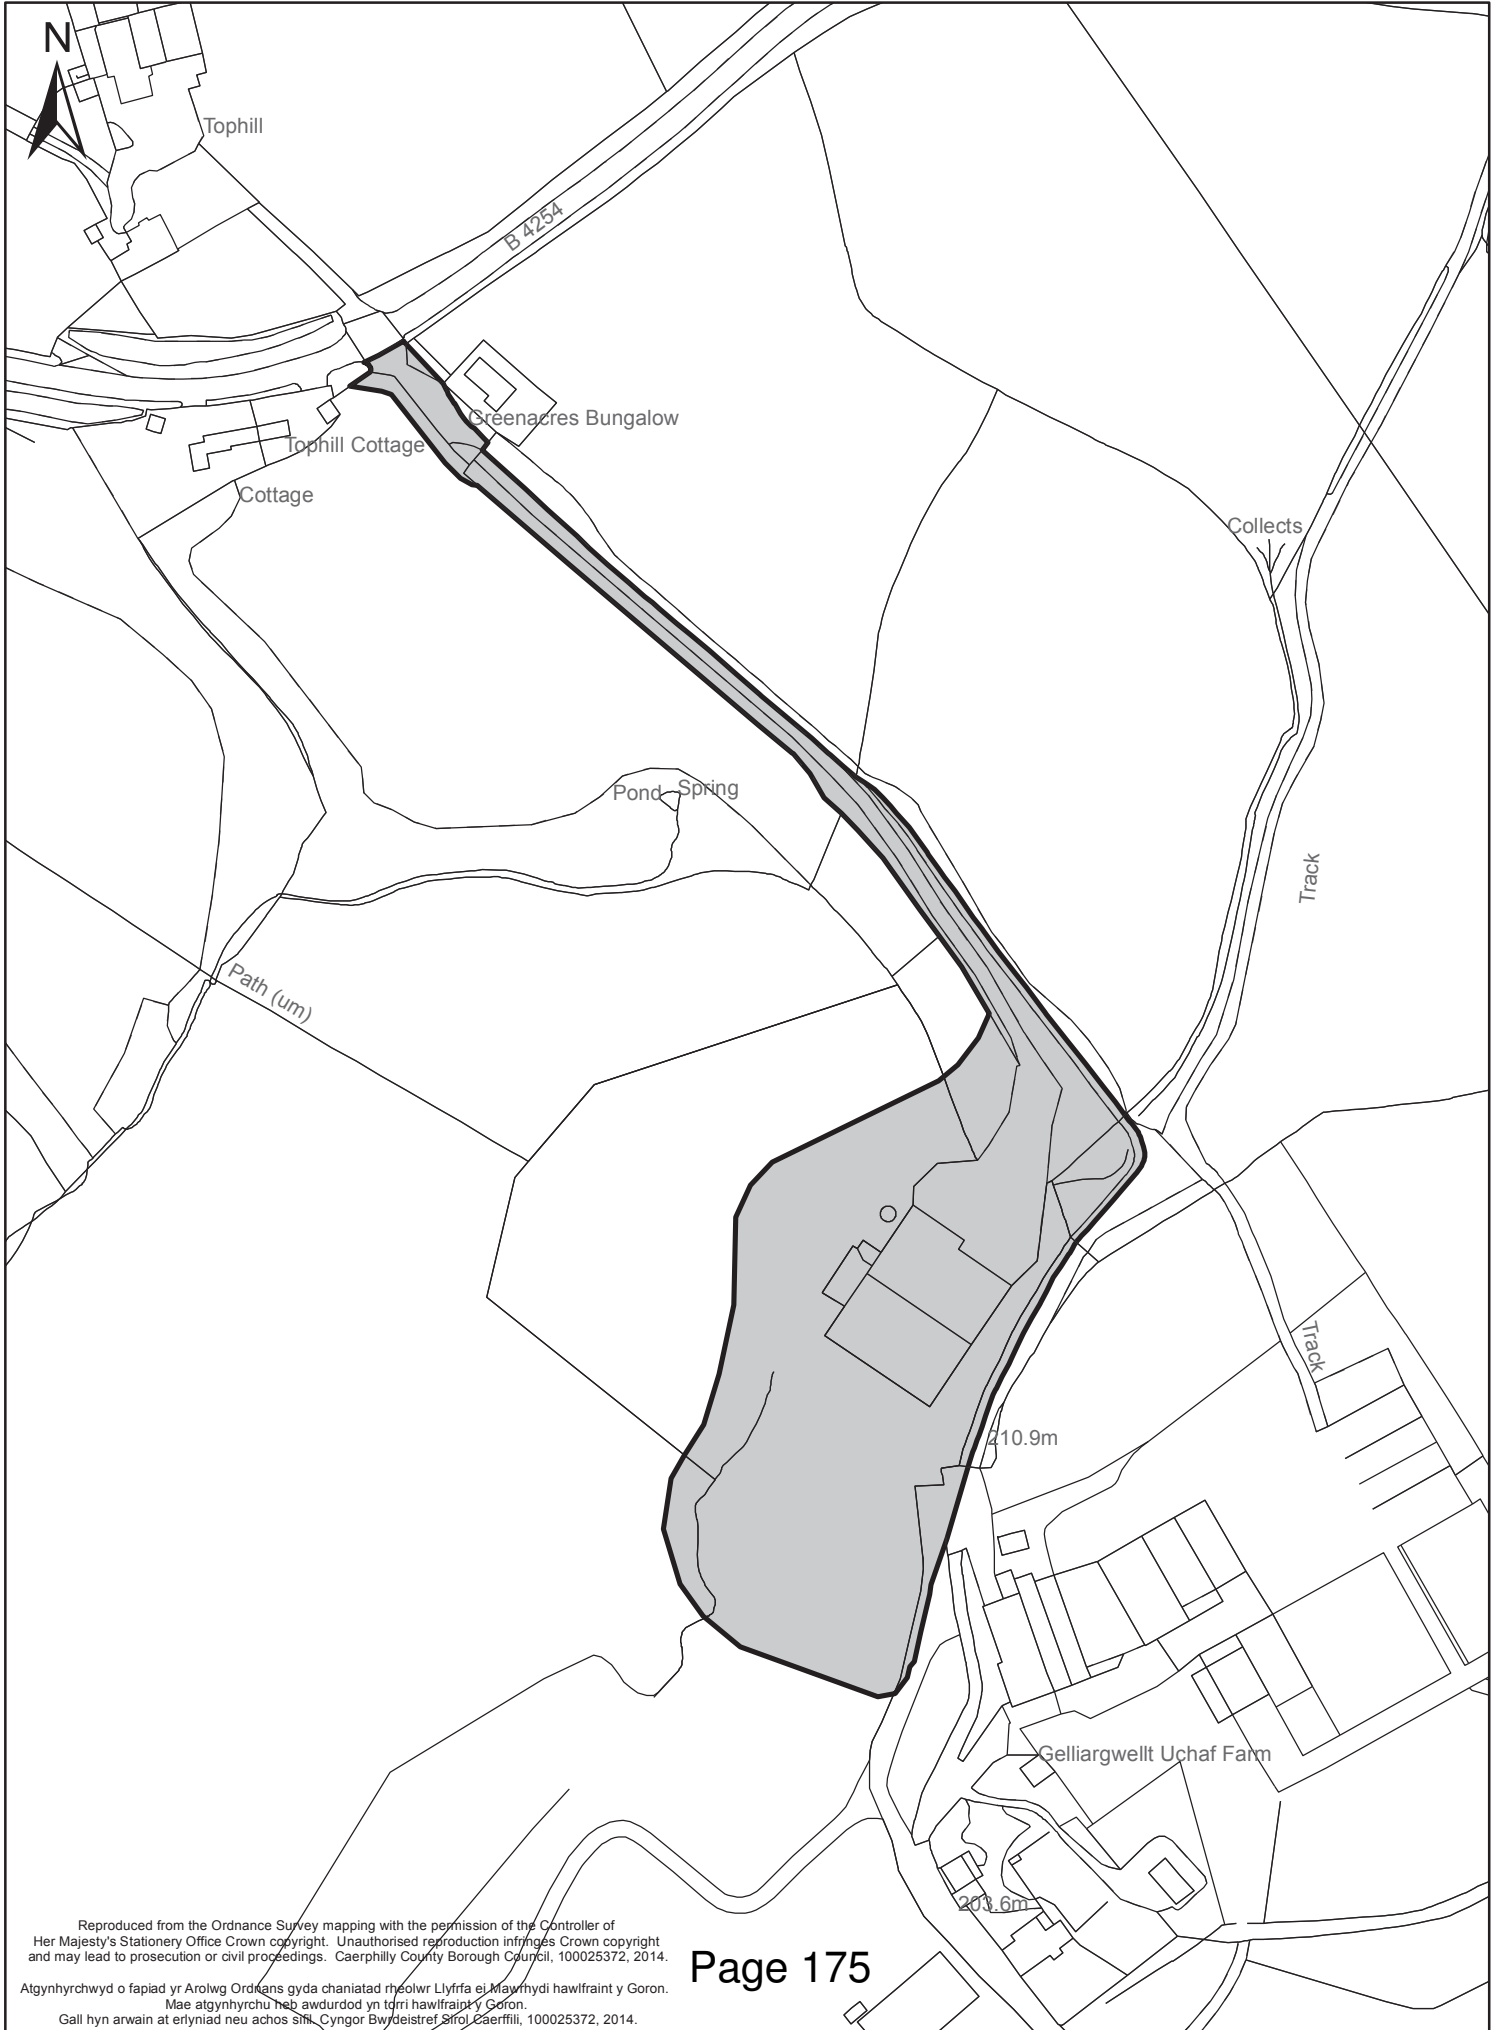 N
Tophill
B 4254
Greenacres Bungalow
Tophill Cottage
Cottage
Collects
Pond
Spring
Track
Path (um)
Track
210.9m
Gelliargwellt Uchaf Farm
203.6m
Reproduced from the Ordnance Survey mapping with the permission of the Controller of
Her Majesty's Stationery Office Crown copyright. Unauthorised reproduction infringes Crown copyright
and may lead to prosecution or civil proceedings. Caerphilly County Borough Council, 100025372, 2014.
Atgynhyrchwyd o fapiad yr Arolwg Ordnans gyda chaniatad rheolwr Llyfrfa ei Mawrhydi hawlfraint y Goron.
Mae atgynhyrchu heb awdurdod yn torri hawlfraint y Goron.
Gall hyn arwain at erlyniad neu achos sifil. Cyngor Bwrdeistref Sirol Caerffili, 100025372, 2014.
Page 175